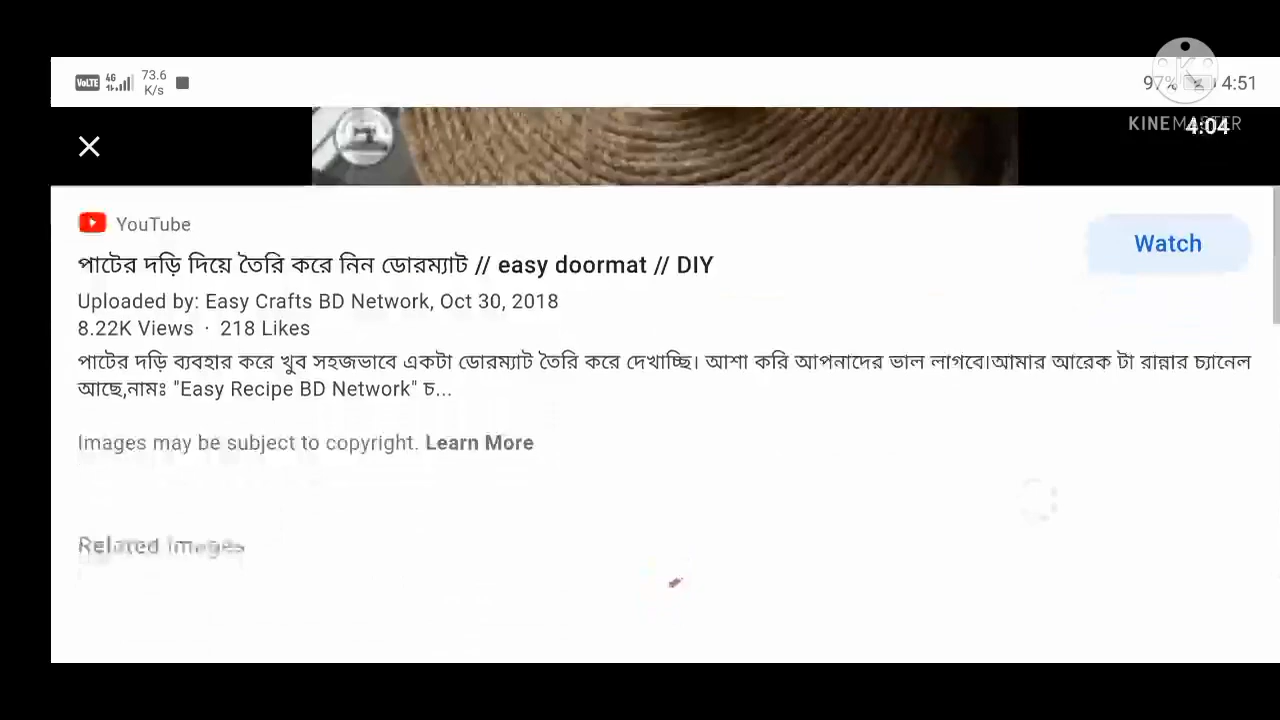 VoLTE 4G 73.6 K/s 97% 4:51
KINEMASTER
4:04
YouTube
Watch
পাটের দড়ি দিয়ে তৈরি করে নিন ডোরম্যাট // easy doormat // DIY
Uploaded by: Easy Crafts BD Network, Oct 30, 2018
8.22K Views · 218 Likes
পাটের দড়ি ব্যবহার করে খুব সহজভাবে একটা ডোরম্যাট তৈরি করে দেখাচ্ছি। আশা করি আপনাদের ভাল লাগবে।আমার আরেক টা রান্নার চ্যানেল
আছে,নামঃ "Easy Recipe BD Network" চ...
Images may be subject to copyright. Learn More
Related Images